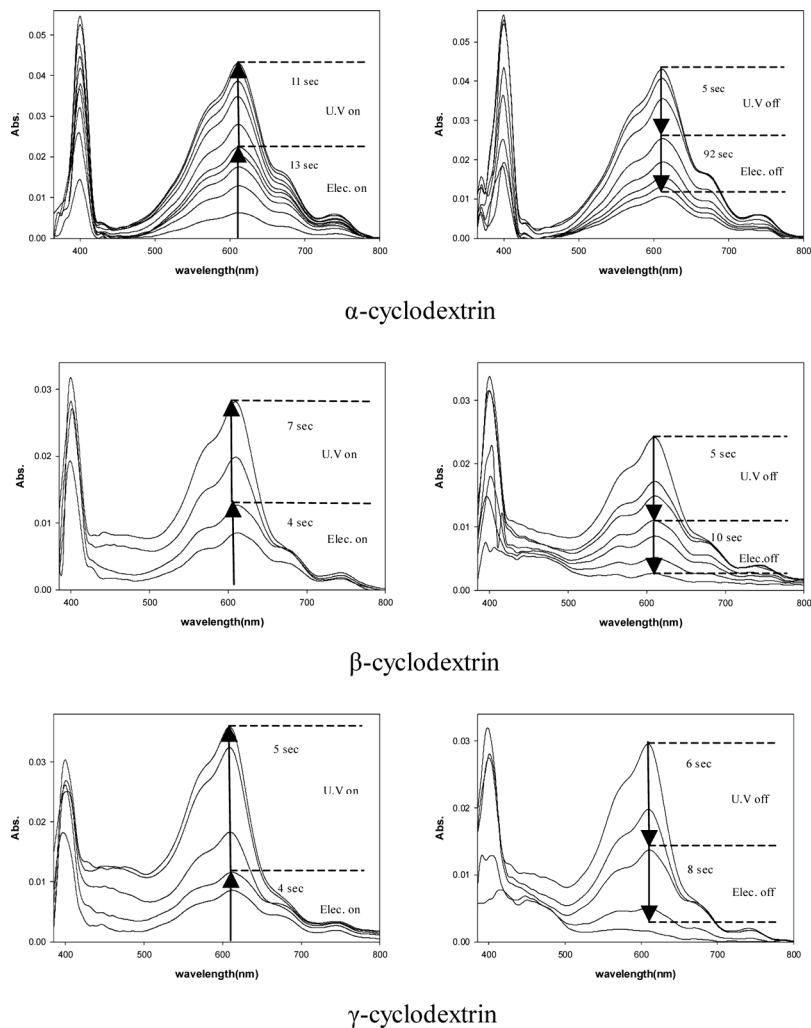 0.05
0.04
0.03
0.02
0.01
0.00
Abs.
11 sec
U.V on
13 sec
Elec. on
400 500 600 700 800
wavelength(nm)
0.05
0.04
0.03
0.02
0.01
0.00
Abs.
5 sec
U.V off
92 sec
Elec. off
400 500 600 700 800
wavelength(nm)
α-cyclodextrin
0.03
0.02
0.01
0.00
Abs.
7 sec
U.V on
4 sec
Elec. on
400 500 600 700 800
wavelength(nm)
0.03
0.02
0.01
0.00
Abs.
5 sec
U.V off
10 sec
Elec.off
400 500 600 700 800
wavelength(nm)
β-cyclodextrin
0.03
0.02
0.01
0.00
Abs.
5 sec
U.V on
4 sec
Elec. on
400 500 600 700 800
wavelength(nm)
0.03
0.02
0.01
0.00
Abs.
6 sec
U.V off
8 sec
Elec. off
400 500 600 700 800
wavelength(nm)
γ-cyclodextrin